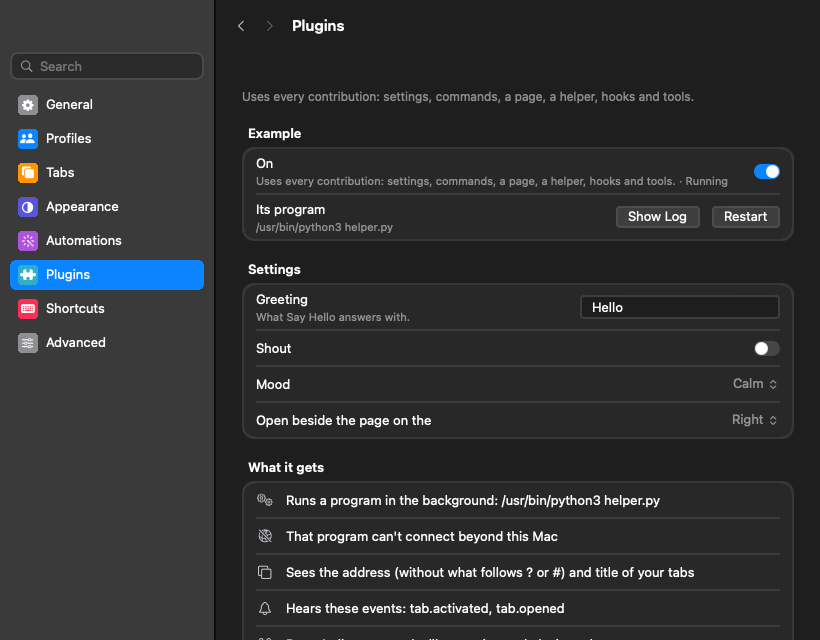 Plugins
Search
General
Profiles
Tabs
Appearance
Automations
Plugins
Shortcuts
Advanced
Uses every contribution: settings, commands, a page, a helper, hooks and tools.
Example
On
Uses every contribution: settings, commands, a page, a helper, hooks and tools. · Running
Its program
/usr/bin/python3 helper.py
Show Log
Restart
Settings
Greeting
What Say Hello answers with.
Hello
Shout
Mood
Calm
Open beside the page on the
Right
What it gets
Runs a program in the background: /usr/bin/python3 helper.py
That program can't connect beyond this Mac
Sees the address (without what follows ? or #) and title of your tabs
Hears these events: tab.activated, tab.opened